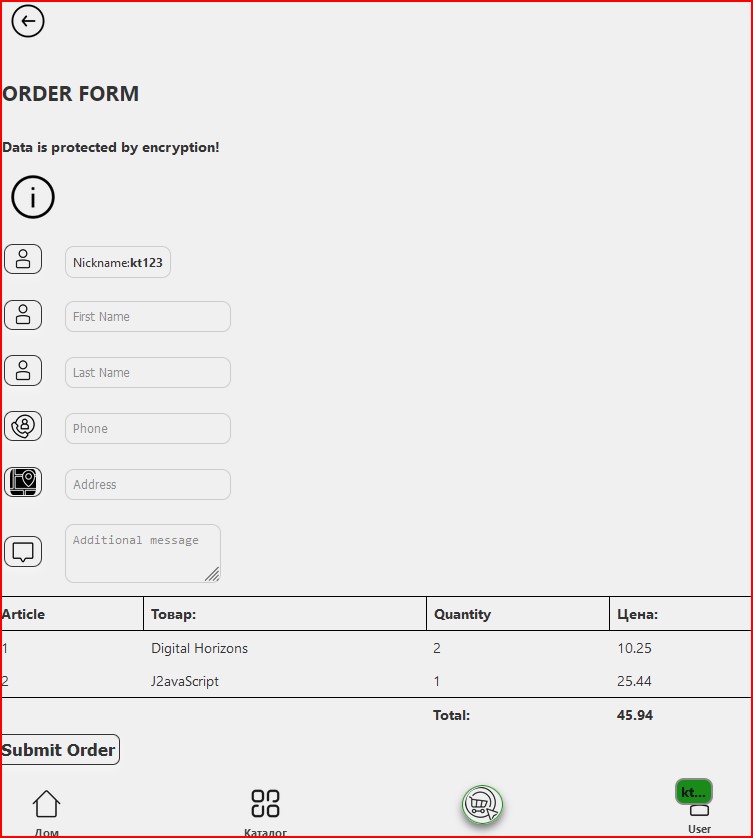 ORDER FORM
Data is protected by encryption!
i
Nickname:kt123
First Name
Last Name
Phone
Address
Additional message
Article Товар: Quantity Цена:
1 Digital Horizons 2 10.25
2 J2avaScript 1 25.44
Total: 45.94
Submit Order
kt...
Дом Каталог User